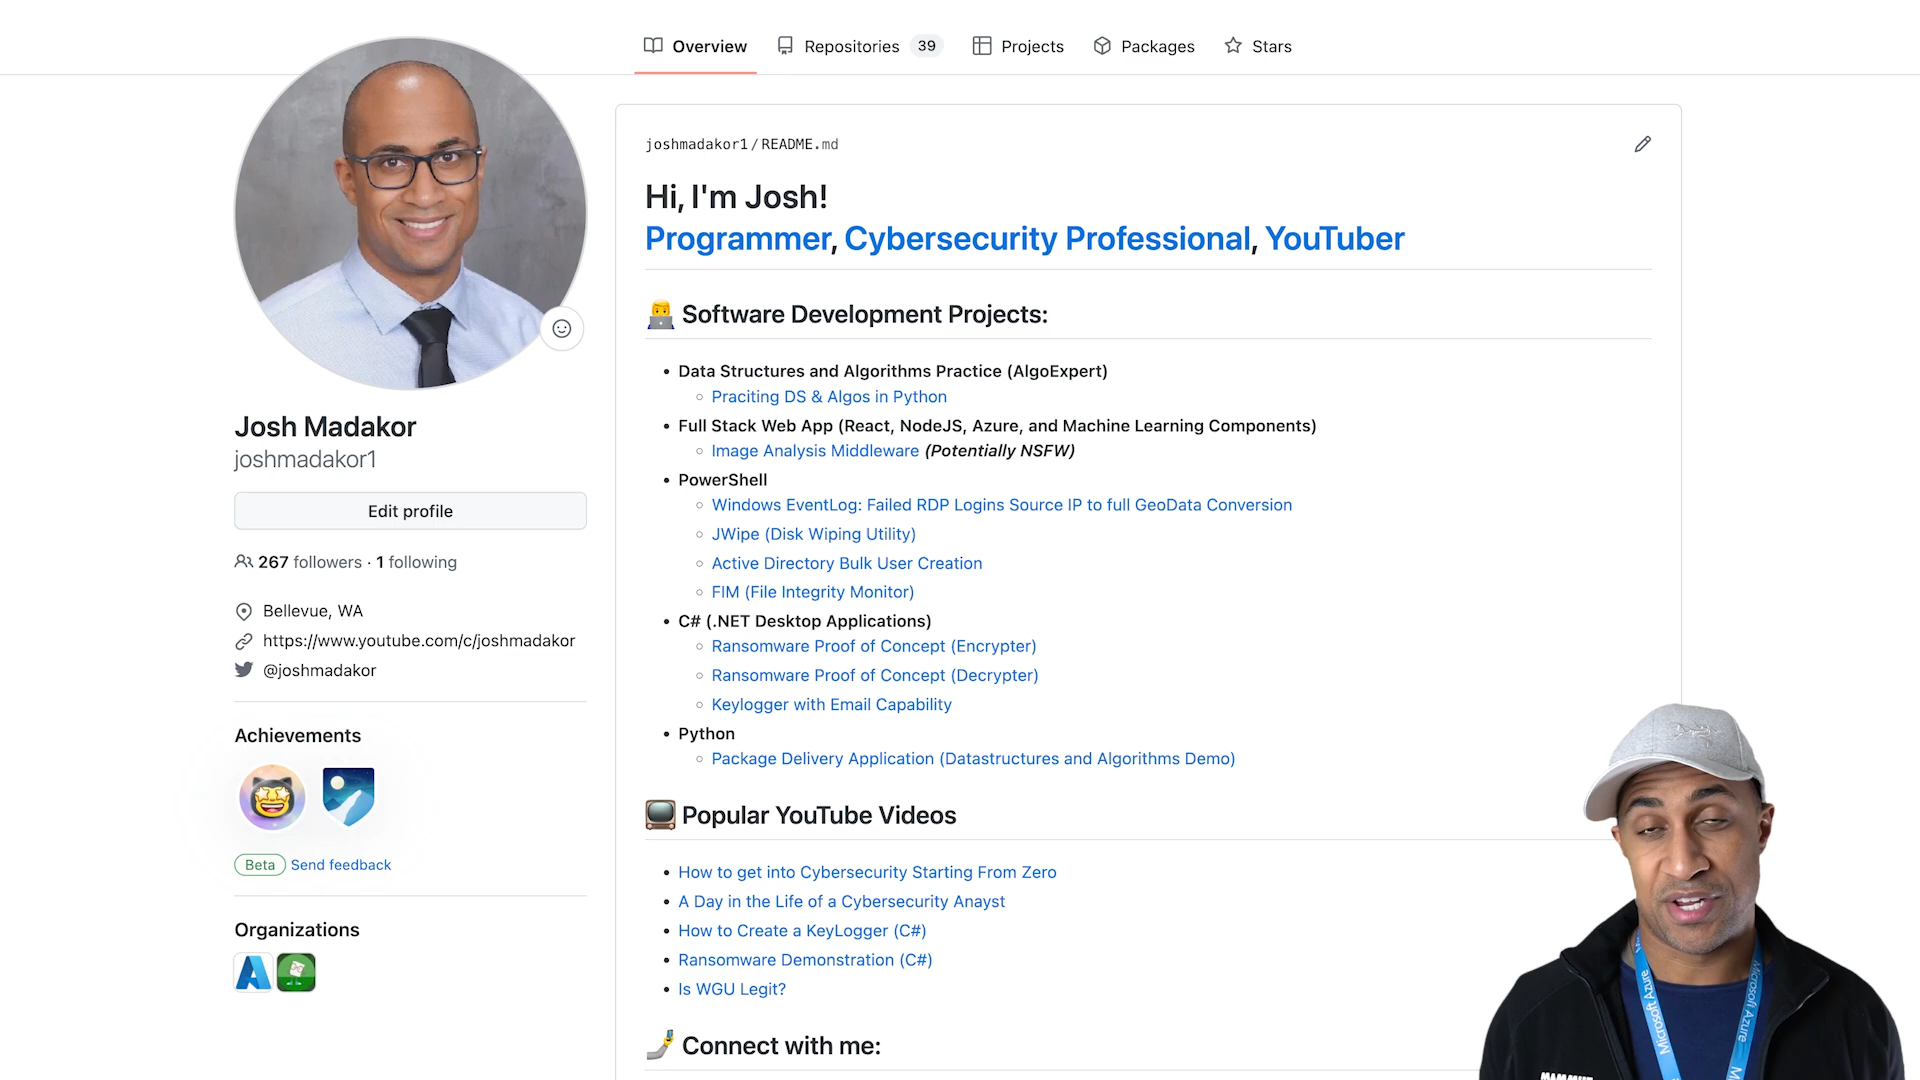 Overview Repositories 39 Projects Packages Stars
joshmadakor1/README.md
Hi, I'm Josh!
Programmer, Cybersecurity Professional, YouTuber
Software Development Projects:
Data Structures and Algorithms Practice (AlgoExpert)
Praciting DS & Algos in Python
Full Stack Web App (React, NodeJS, Azure, and Machine Learning Components)
Image Analysis Middleware (Potentially NSFW)
PowerShell
Windows EventLog: Failed RDP Logins Source IP to full GeoData Conversion
JWipe (Disk Wiping Utility)
Active Directory Bulk User Creation
FIM (File Integrity Monitor)
C# (.NET Desktop Applications)
Ransomware Proof of Concept (Encrypter)
Ransomware Proof of Concept (Decrypter)
Keylogger with Email Capability
Python
Package Delivery Application (Datastructures and Algorithms Demo)
Popular YouTube Videos
How to get into Cybersecurity Starting From Zero
A Day in the Life of a Cybersecurity Anayst
How to Create a KeyLogger (C#)
Ransomware Demonstration (C#)
Is WGU Legit?
Connect with me:
Josh Madakor
joshmadakor1
Edit profile
267 followers · 1 following
Bellevue, WA
https://www.youtube.com/c/joshmadakor
@joshmadakor
Achievements
Beta Send feedback
Organizations
Microsoft Azure
Microsoft Azure